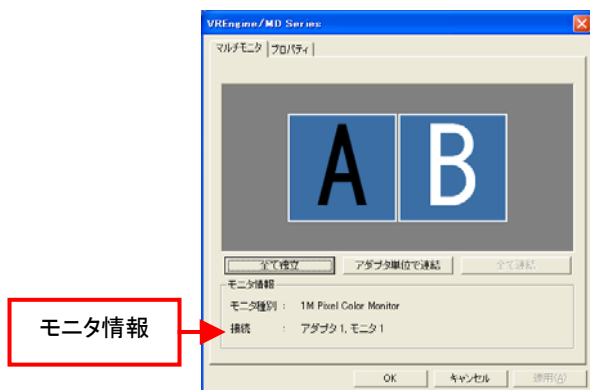 VREngine/MD Series
マルチモニタ プロパティ
A B
全て独立 アダプタ単位で連結 全て連結
モニタ情報
モニタ種別 : 1M Pixel Color Monitor
モニタ情報
接続 : アダプタ 1, モニタ 1
OK キャンセル 適用(A)